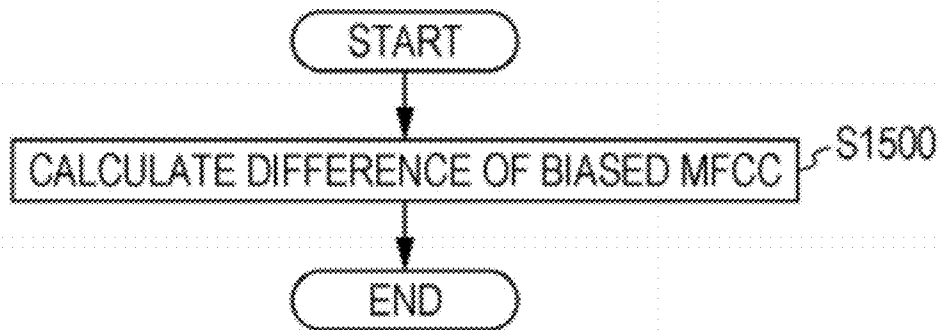 START
CALCULATE DIFFERENCE OF BIASED MFCC
S1500
END